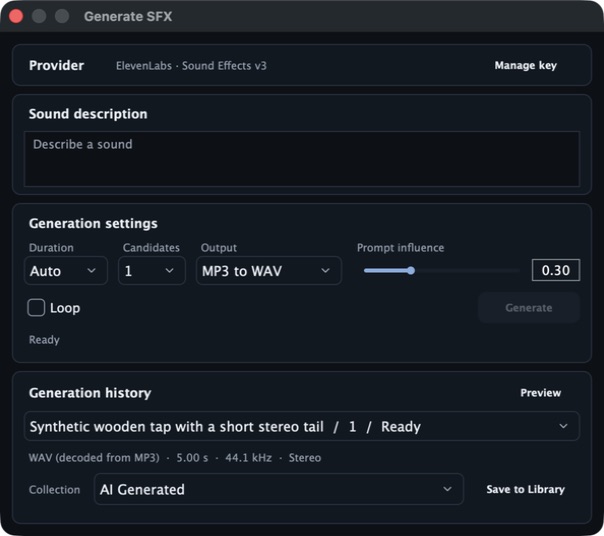 Generate SFX
Provider ElevenLabs · Sound Effects v3 Manage key
Sound description
Describe a sound
Generation settings
Duration Candidates Output Prompt influence
Auto 1 MP3 to WAV 0.30
Loop Generate
Ready
Generation history Preview
Synthetic wooden tap with a short stereo tail / 1 / Ready
WAV (decoded from MP3) · 5.00 s · 44.1 kHz · Stereo
Collection AI Generated Save to Library